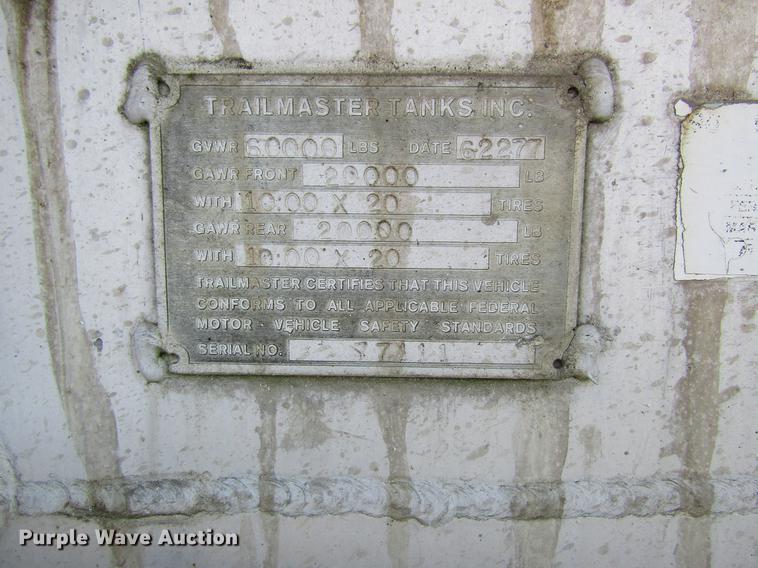 TRAILMASTER TANKS INC.
GVWR 60000 LBS DATE 62277
GAWR FRONT 20000 LB
WITH 10:00 X 20 TIRES
GAWR REAR 20000 LB
WITH 10:00 X 20 TIRES
TRAILMASTER CERTIFIES THAT THIS VEHICLE
CONFORMS TO ALL APPLICABLE FEDERAL
MOTOR VEHICLE SAFETY STANDARDS
SERIAL NO.
Purple Wave Auction